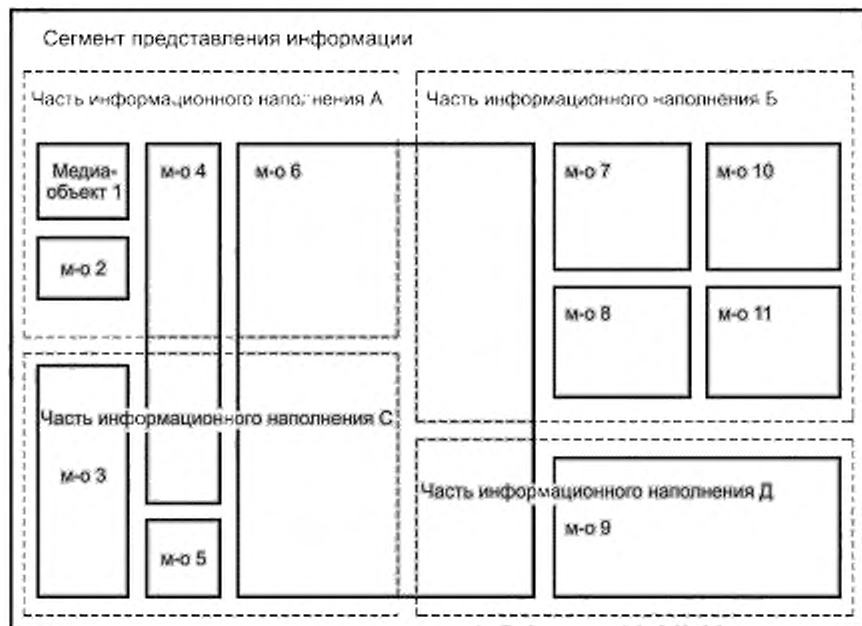 Сегмент представления информации
Часть информационного наполнения А
Часть информационного наполнения Б
Медиа-
объект 1
м-о 4
м-о 6
м-о 7
м-о 10
м-о 2
м-о 8
м-о 11
Часть информационного наполнения С
м-о 3
Часть информационного наполнения Д
м-о 9
м-о 5